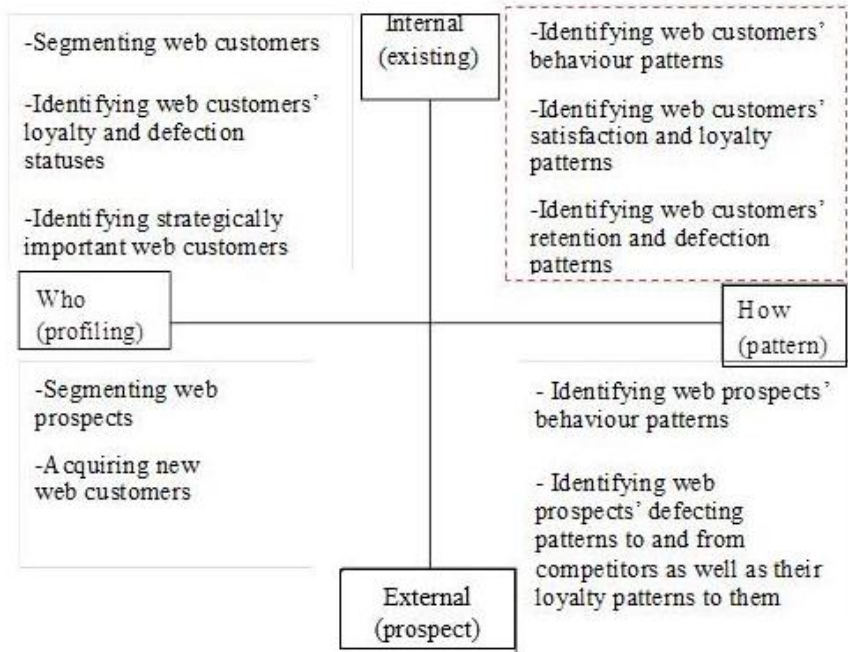 -Segmenting web customers
-Identifying web customers'
loyalty and defection
statuses
-Identifying strategically
important web customers
Internal
(existing)
-Identifying web customers'
behaviour patterns
-Identifying web customers'
satisfaction and loyalty
patterns
-Identifying web customers'
retention and defection
patterns
Who
(profiling)
How
(pattern)
-Segmenting web
prospects
-Acquiring new
web customers
- Identifying web prospects'
behaviour patterns
- Identifying web
prospects' defecting
patterns to and from
competitors as well as their
loyalty patterns to them
External
(prospect)